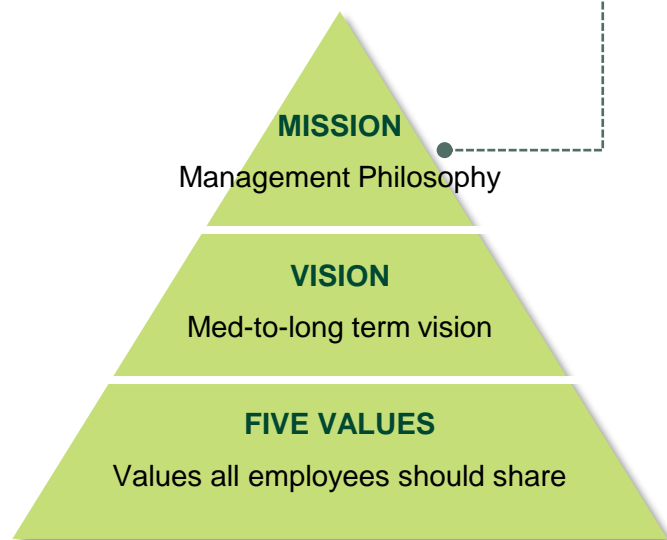 MISSION
Management Philosophy
VISION
Med-to-long term vision
FIVE VALUES
Values all employees should share